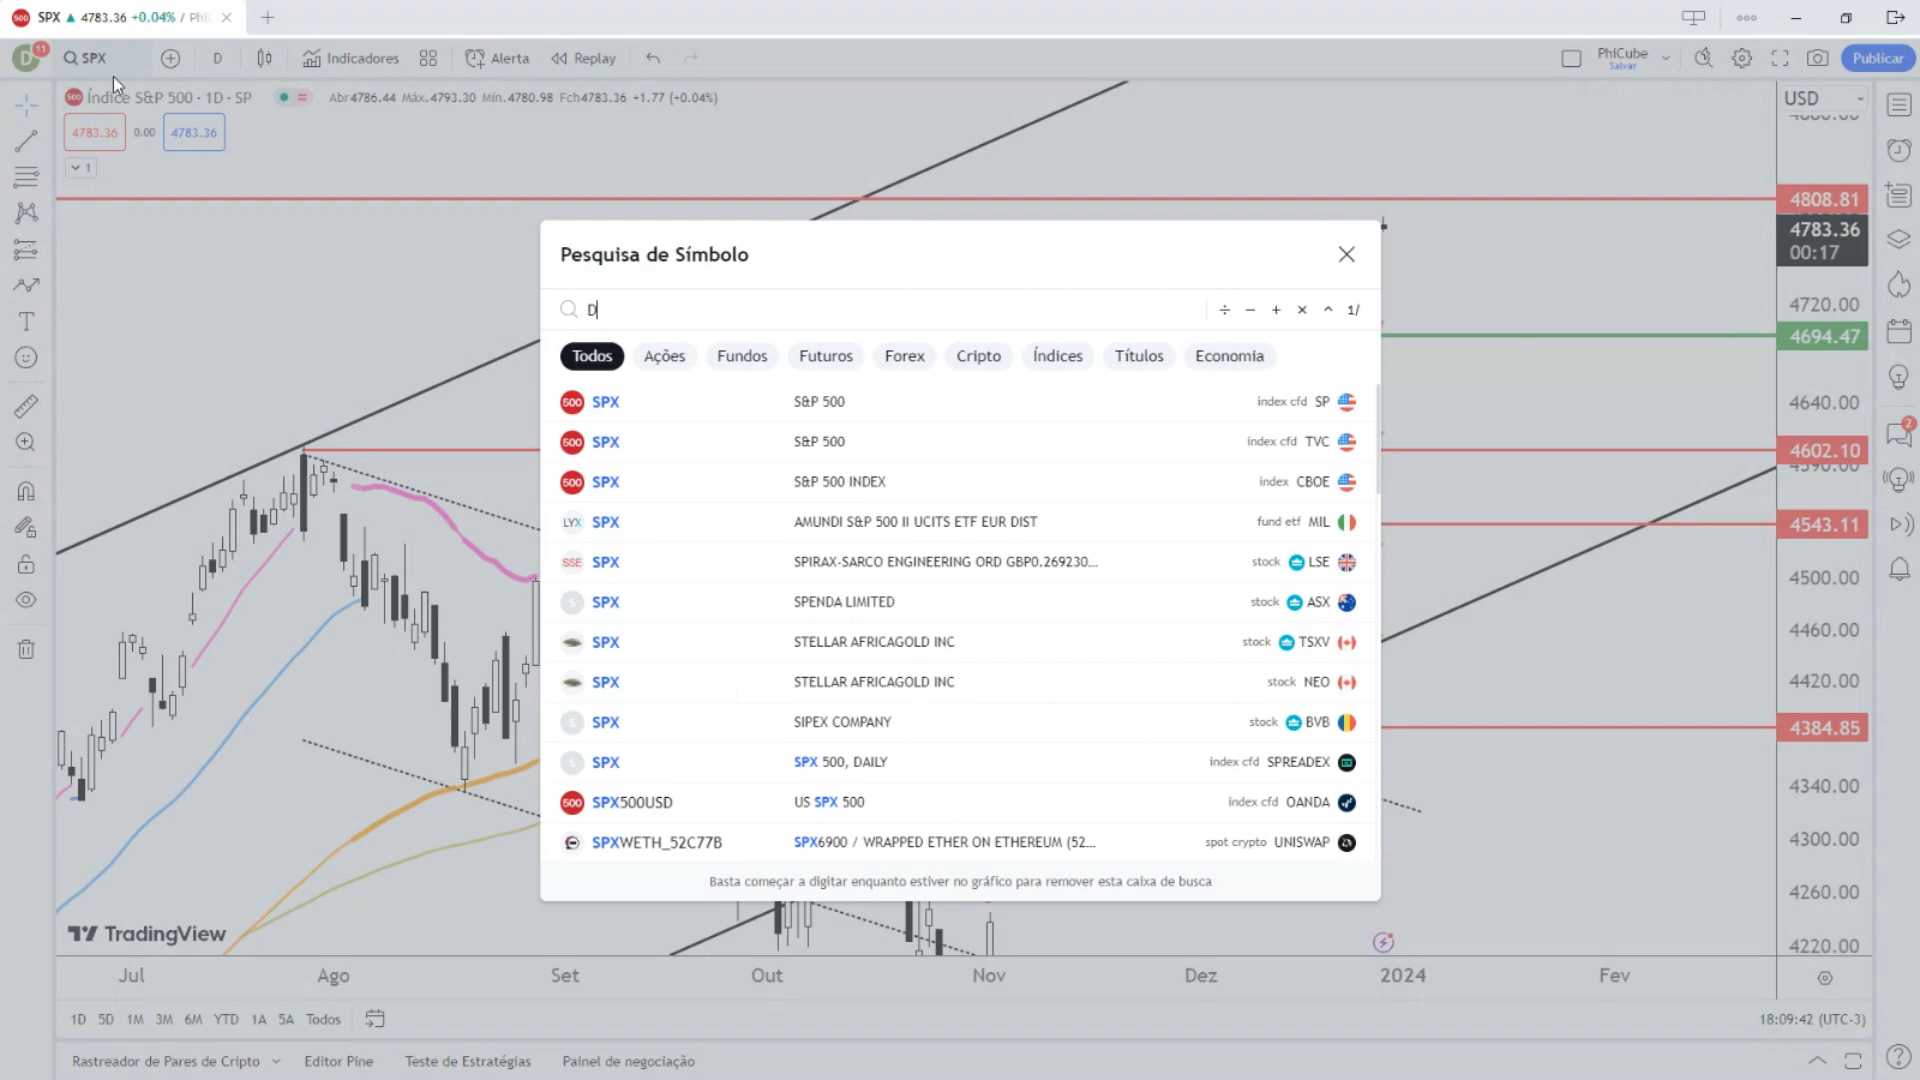 SPX ▲ 4783.36 +0.04% / Phi
D 11 SPX D Indicadores Alerta Replay PhiCube Salvar Publicar
Índice S&P 500 · 1D · SP Abr4786.44 Máx.4793.30 Mín.4780.98 Fch4783.36 +1.77 (+0.04%)
USD
4783.36 0.00 4783.36
1
4808.81
4783.36
00:17
4720.00
4694.47
4640.00
4602.10
4543.11
4500.00
4460.00
4420.00
4384.85
4340.00
4300.00
4260.00
4220.00
2
Pesquisa de Símbolo
D ÷ − + × ^ 1/
Todos Ações Fundos Futuros Forex Cripto Índices Títulos Economia
500 SPX S&P 500 index cfd SP
500 SPX S&P 500 index cfd TVC
500 SPX S&P 500 INDEX index CBOE
LYX SPX AMUNDI S&P 500 II UCITS ETF EUR DIST fund etf MIL
SSE SPX SPIRAX-SARCO ENGINEERING ORD GBP0.269230... stock LSE
S SPX SPENDA LIMITED stock ASX
SPX STELLAR AFRICAGOLD INC stock TSXV
SPX STELLAR AFRICAGOLD INC stock NEO
S SPX SIPEX COMPANY stock BVB
S SPX SPX 500, DAILY index cfd SPREADEX
500 SPX500USD US SPX 500 index cfd OANDA
SPXWETH_52C77B SPX6900 / WRAPPED ETHER ON ETHEREUM (52... spot crypto UNISWAP
Basta começar a digitar enquanto estiver no gráfico para remover esta caixa de busca
TradingView
Jul Ago Set Out Nov Dez 2024 Fev
1D 5D 1M 3M 6M YTD 1A 5A Todos 18:09:42 (UTC-3)
Rastreador de Pares de Cripto Editor Pine Teste de Estratégias Painel de negociação